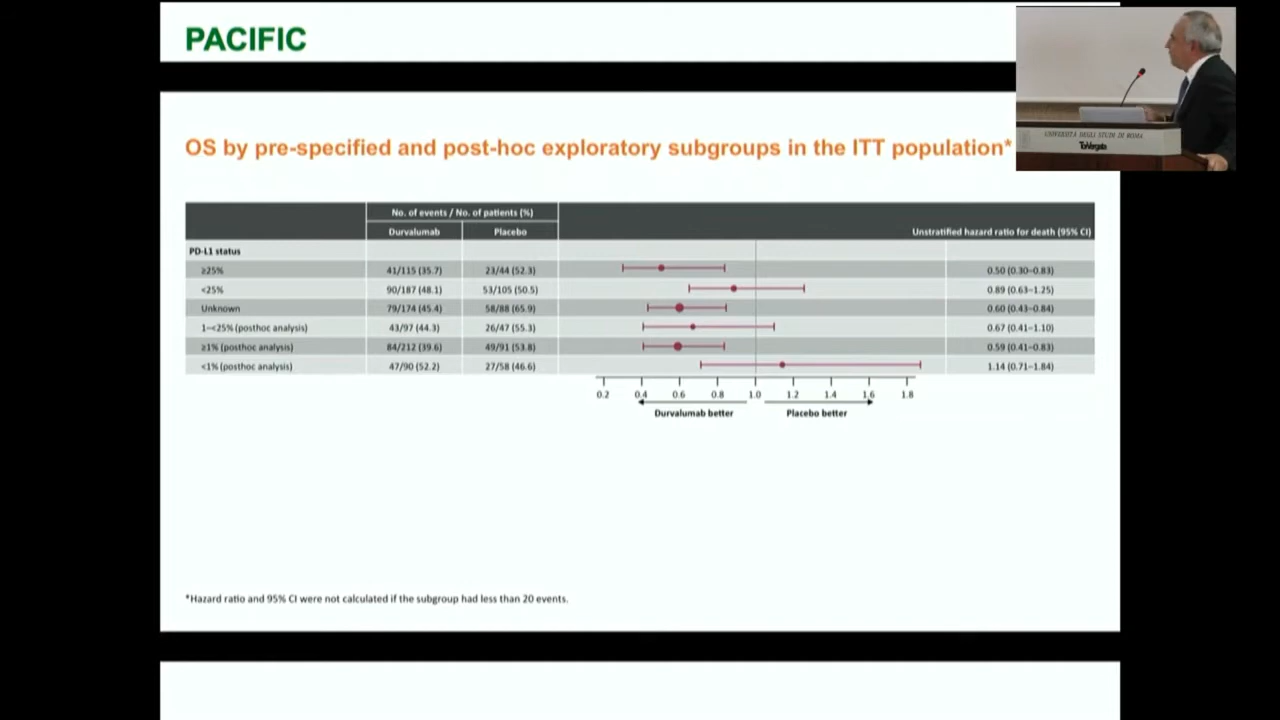 PACIFIC
UNIVERSITÀ DEGLI STUDI DI ROMA
TorVergata
OS by pre-specified and post-hoc exploratory subgroups in the ITT population*
No. of events / No. of patients (%)
Durvalumab Placebo Unstratified hazard ratio for death (95% CI)
PD-L1 status
≥25% 41/115 (35.7) 23/44 (52.3) 0.50 (0.30–0.83)
<25% 90/187 (48.1) 53/105 (50.5) 0.89 (0.63–1.25)
Unknown 79/174 (45.4) 58/88 (65.9) 0.60 (0.43–0.84)
1–<25% (posthoc analysis) 43/97 (44.3) 26/47 (55.3) 0.67 (0.41–1.10)
≥1% (posthoc analysis) 84/212 (39.6) 49/91 (53.8) 0.59 (0.41–0.83)
<1% (posthoc analysis) 47/90 (52.2) 27/58 (46.6) 1.14 (0.71–1.84)
0.2 0.4 0.6 0.8 1.0 1.2 1.4 1.6 1.8
Durvalumab better Placebo better
*Hazard ratio and 95% CI were not calculated if the subgroup had less than 20 events.